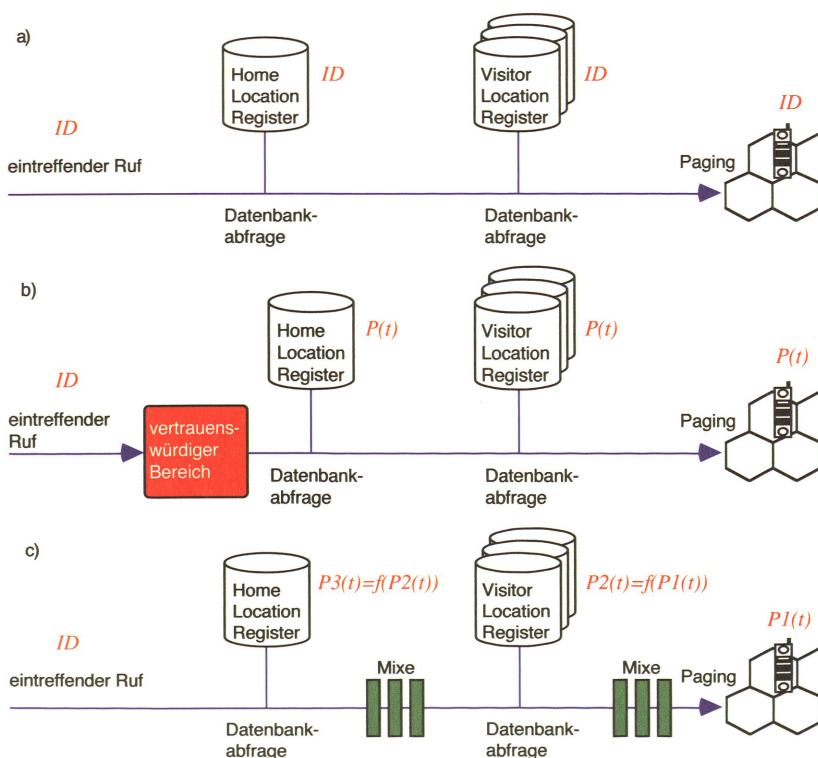 a)
Home
Location
Register
ID
Visitor
Location
Register
ID
ID
ID
eintreffender Ruf
Paging
Datenbank-
abfrage
Datenbank-
abfrage
b)
Home
Location
Register
P(t)
Visitor
Location
Register
P(t)
ID
P(t)
eintreffender
Ruf
vertrauens-
würdiger
Bereich
Paging
Datenbank-
abfrage
Datenbank-
abfrage
c)
Home
Location
Register
P3(t)=f(P2(t))
Visitor
Location
Register
P2(t)=f(P1(t))
ID
P1(t)
eintreffender Ruf
Mixe
Mixe
Paging
Datenbank-
abfrage
Datenbank-
abfrage